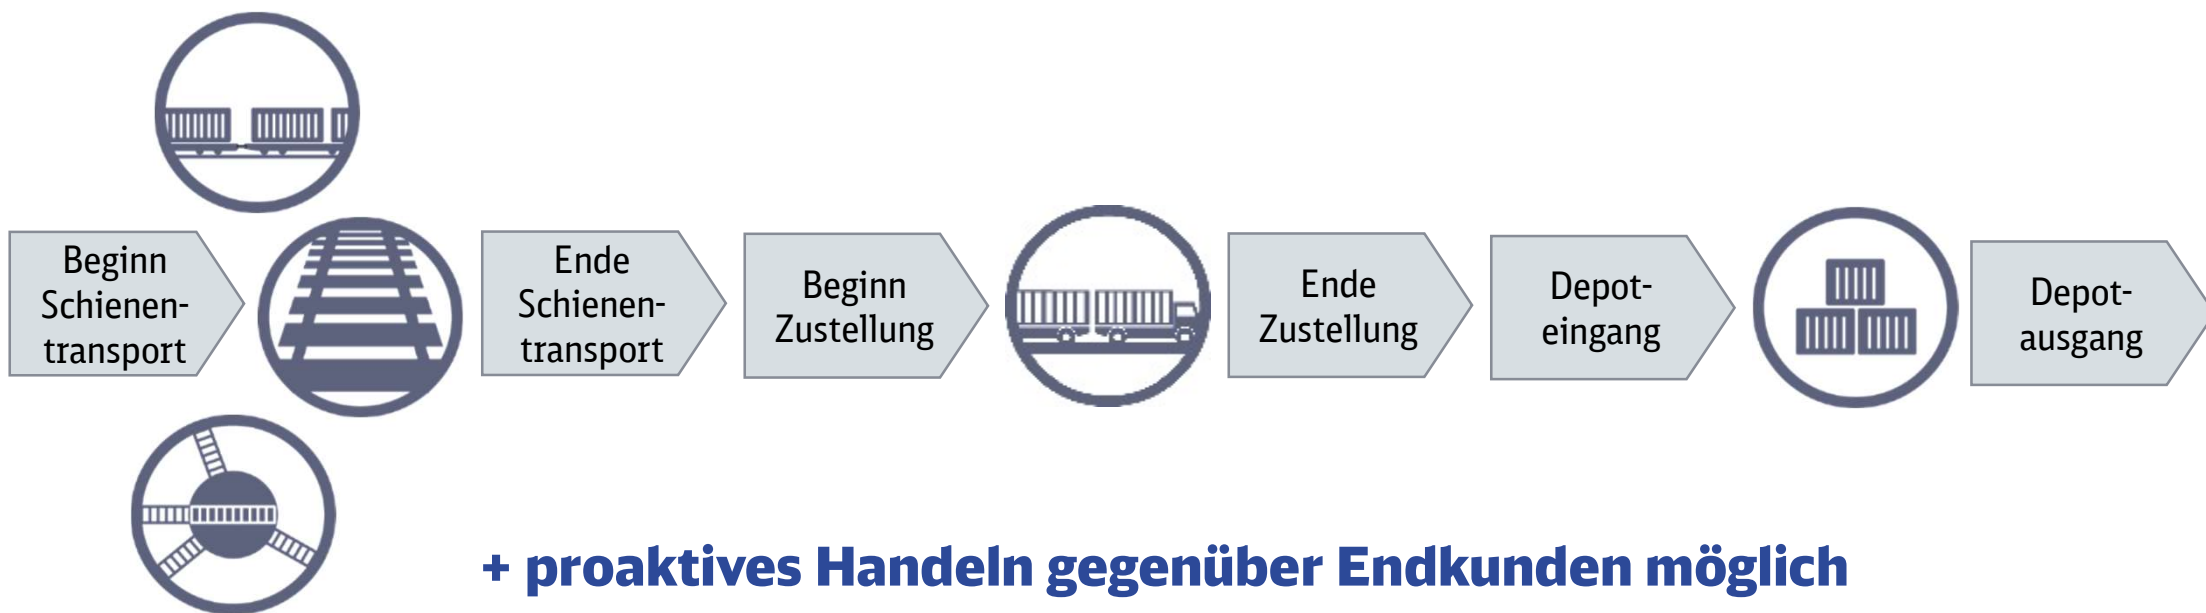 Beginn
Schienen-
transport
Ende
Schienen-
transport
Beginn
Zustellung
Ende
Zustellung
Depot-
eingang
Depot-
ausgang
+ proaktives Handeln gegenüber Endkunden möglich